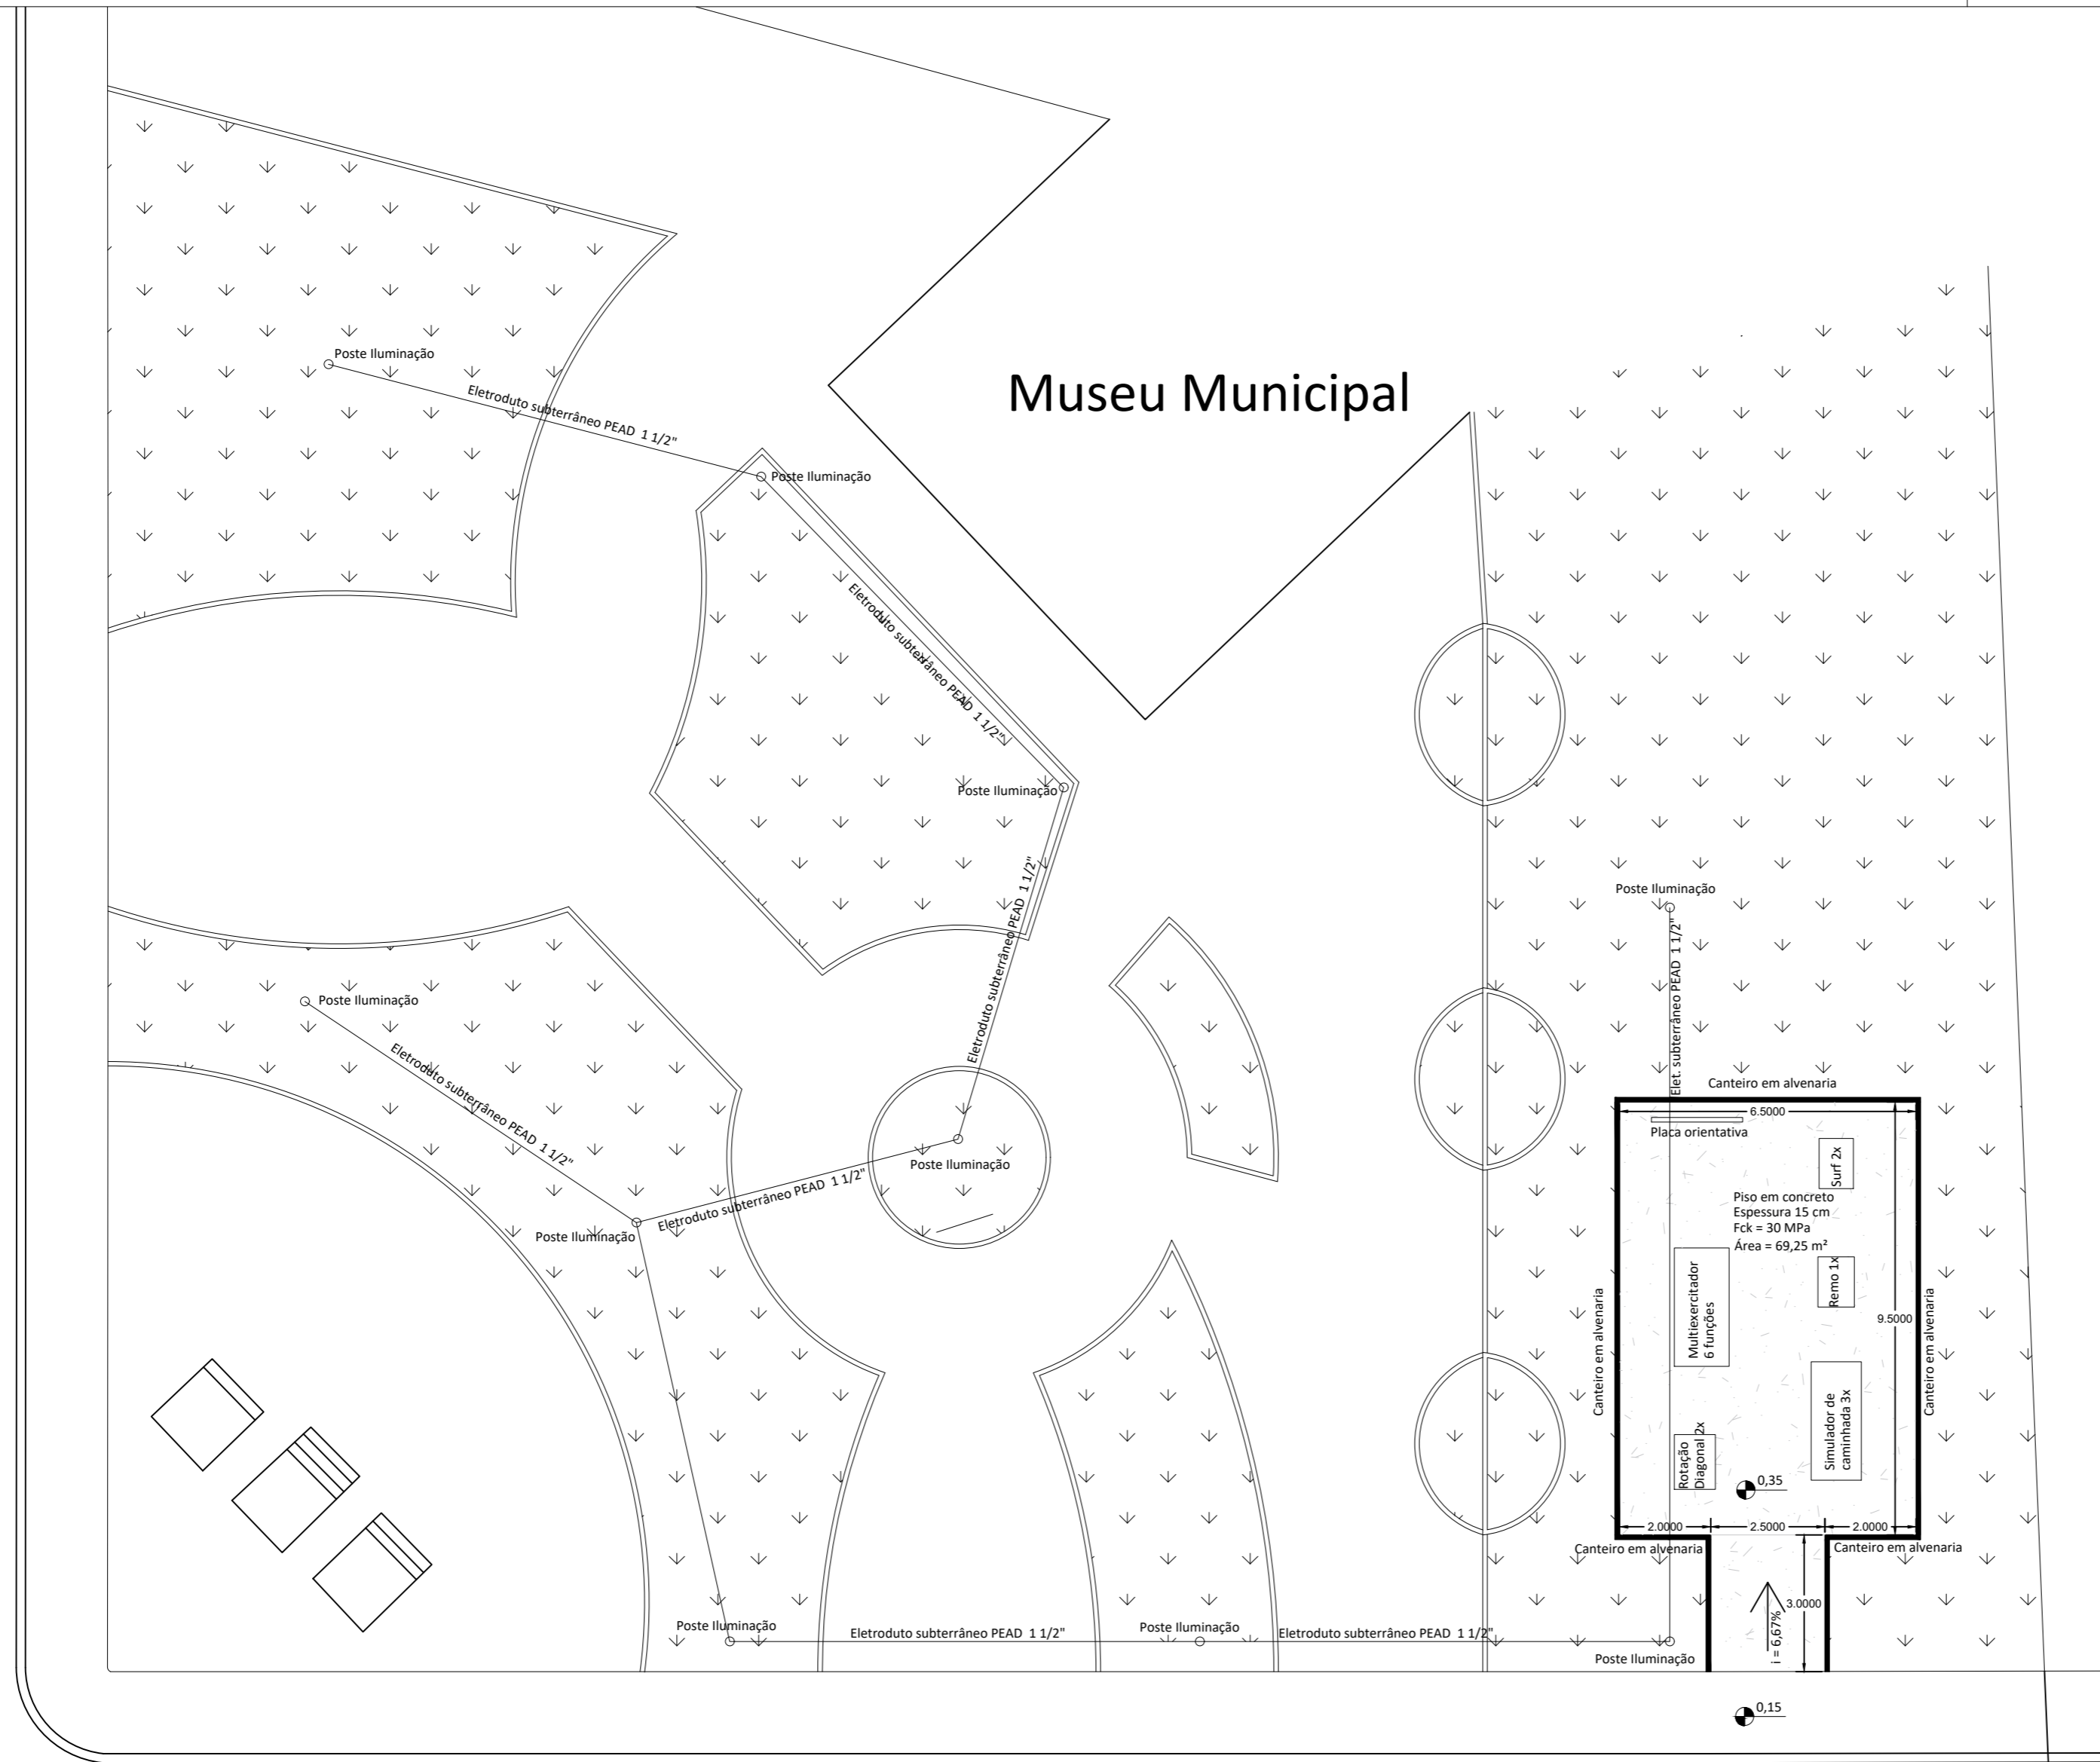 Poste Iluminação
Eletroduto subterrâneo PEAD 1 1/2"
Museu Municipal
Poste Iluminação
Eletroduto subterrâneo PEAD 1 1/2"
Poste Iluminação
Eletroduto subterrâneo PEAD 1 1/2"
Poste Iluminação
Elet. subterrâneo PEAD 1 1/2"
Poste Iluminação
Eletroduto subterrâneo PEAD 1 1/2"
Poste Iluminação
Eletroduto subterrâneo PEAD 1 1/2"
Poste Iluminação
Canteiro em alvenaria
6.5000
Placa orientativa
Surf 2x
Piso em concreto
Espessura 15 cm
Fck = 30 MPa
Área = 69,25 m²
Multiexercitador
6 funções
Remo 1x
9.5000
Canteiro em alvenaria
Canteiro em alvenaria
Simulador de
caminhada 3x
Rotação
Diagonal 2x
0,35
2.0000
2.5000
2.0000
Canteiro em alvenaria
Canteiro em alvenaria
3.0000
i = 6,67%
Poste Iluminação
Eletroduto subterrâneo PEAD 1 1/2"
Poste Iluminação
Eletroduto subterrâneo PEAD 1 1/2"
Poste Iluminação
0,15